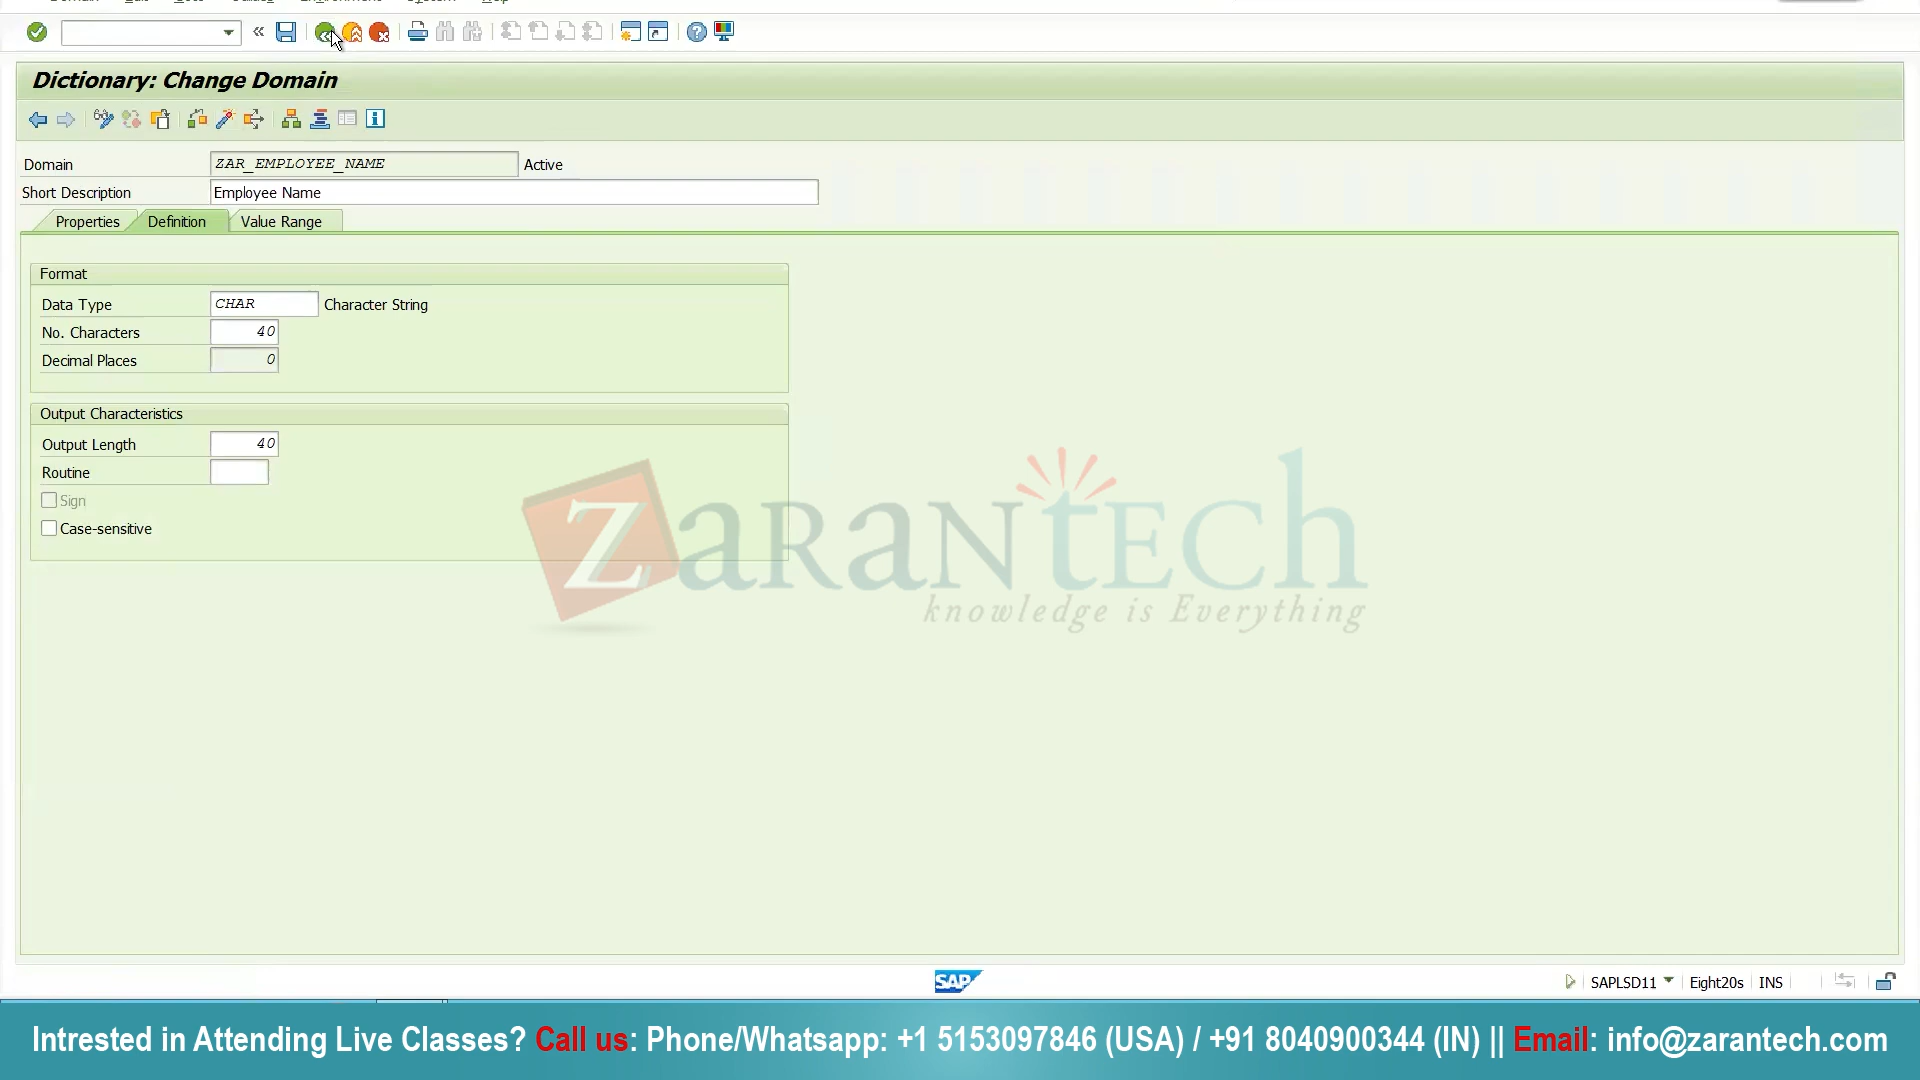 «
Dictionary: Change Domain
Domain ZAR_EMPLOYEE_NAME Active
Short Description Employee Name
Properties Definition Value Range
Format
Data Type CHAR Character String
No. Characters 40
Decimal Places 0
Output Characteristics
Output Length 40
Routine
Sign
Case-sensitive
ZaRaNtECh
knowledge is Everything
SAP SAPLSD11 Eight20s INS
Intrested in Attending Live Classes? Call us: Phone/Whatsapp: +1 5153097846 (USA) / +91 8040900344 (IN) || Email: info@zarantech.com